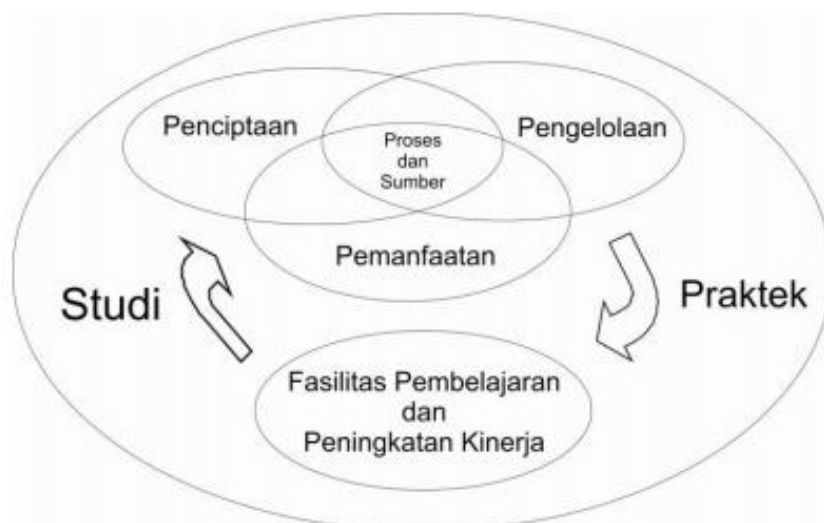 Penciptaan
Pengelolaan
Proses
dan
Sumber
Pemanfaatan
Studi
Praktek
Fasilitas Pembelajaran
dan
Peningkatan Kinerja